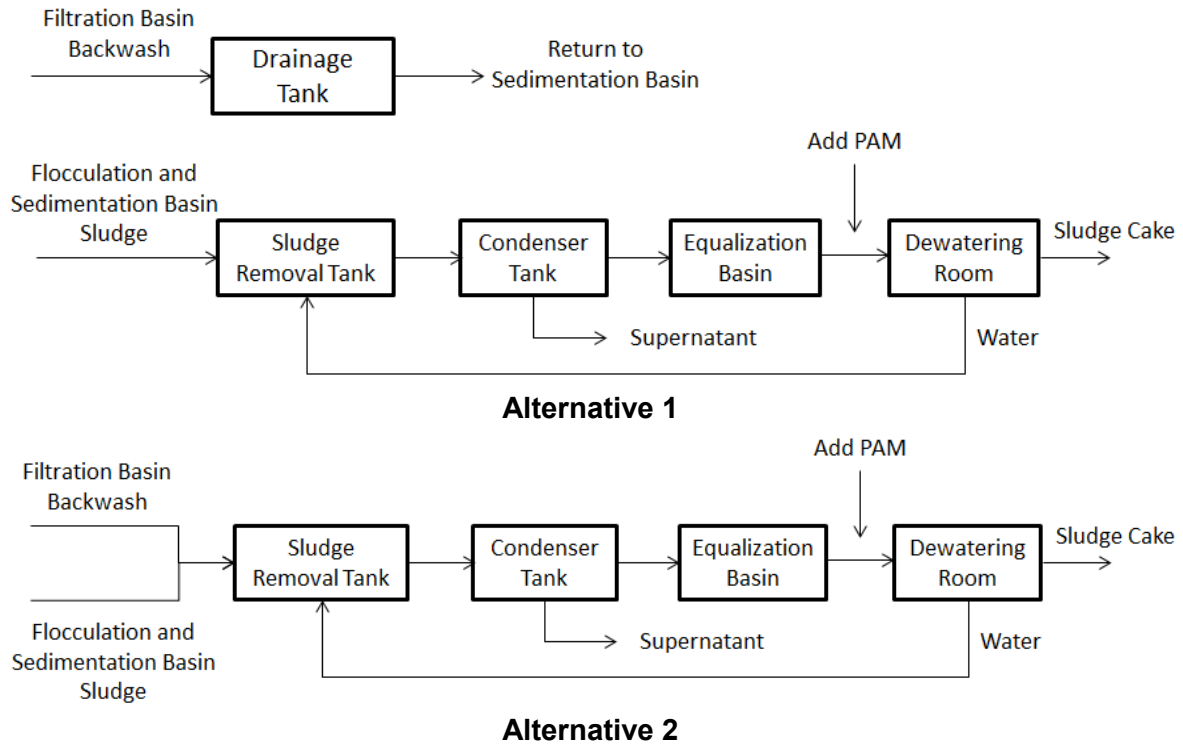 Filtration Basin
Backwash
Drainage
Tank
Return to
Sedimentation Basin
Add PAM
Flocculation and
Sedimentation Basin
Sludge
Sludge
Removal Tank
Condenser
Tank
Equalization
Basin
Dewatering
Room
Sludge Cake
Supernatant
Water
Alternative 1
Add PAM
Filtration Basin
Backwash
Sludge
Removal Tank
Condenser
Tank
Equalization
Basin
Dewatering
Room
Sludge Cake
Flocculation and
Sedimentation Basin
Sludge
Supernatant
Water
Alternative 2